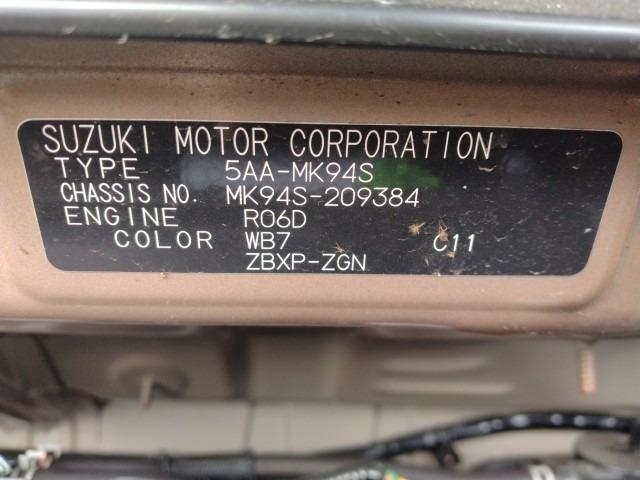 SUZUKI MOTOR CORPORATION
TYPE 5AA-MK94S
CHASSIS NO. MK94S-209384
ENGINE R06D
COLOR WB7 C11
ZBXP-ZGN